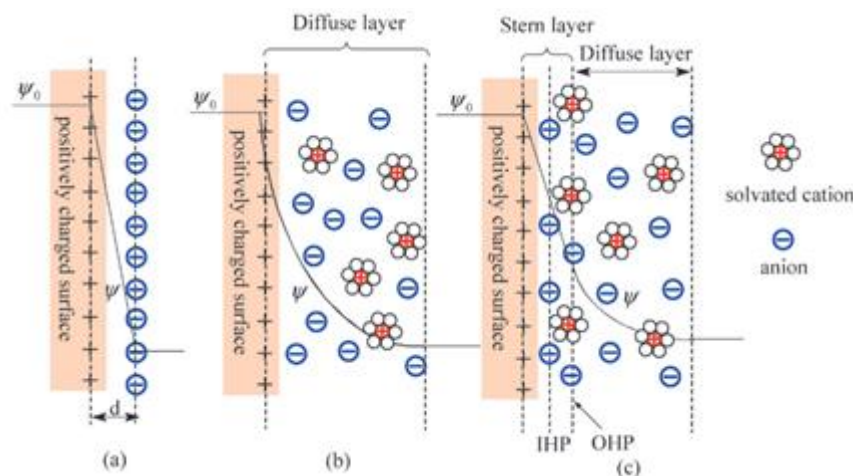 Diffuse layer
Stern layer
Diffuse layer
ψ0
ψ0
ψ0
positively charged surface
positively charged surface
positively charged surface
ψ
ψ
ψ
solvated cation
anion
d
IHP
OHP
(a)
(b)
(c)